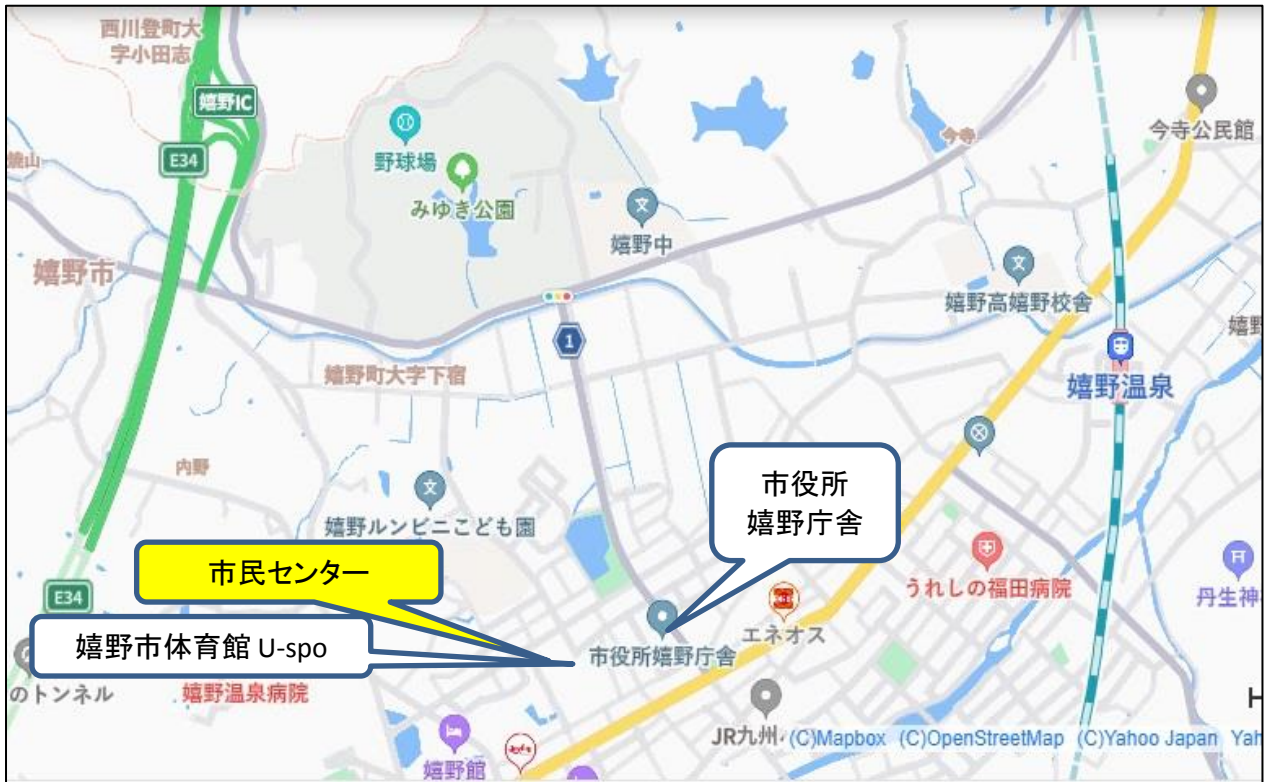 西川登町大
字小田志
嬉野IC
E34
野球場
みゆき公園
嬉野中
今寺
今寺公民館
焼山
嬉野市
嬉野高嬉野校舎
嬉野
1
嬉野町大字下宿
嬉野温泉
内野
嬉野ルンビニこども園
市役所
嬉野庁舎
市民センター
E34
うれしの福田病院
丹生神
嬉野市体育館 U-spo
エネオス
市役所嬉野庁舎
のトンネル
嬉野温泉病院
JR九州
(C)Mapbox (C)OpenStreetMap (C)Yahoo Japan Yah
嬉野館